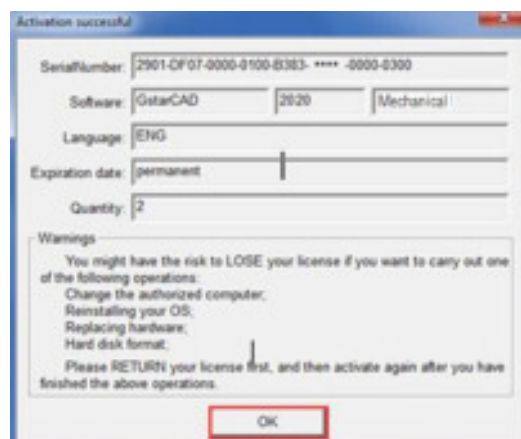 Activation successful
SerialNumber: 2901-DF07-0000-0100-B383- **** -0000-0300
Software: GstarCAD 2020 Mechanical
Language: ENG
Expiration date: permanent
Quantity: 2
Warnings
You might have the risk to LOSE your license if you want to carry out one
of the following operations:
Change the authorized computer;
Reinstalling your OS;
Replacing hardware;
Hard disk format;
Please RETURN your license first, and then activate again after you have
finished the above operations.
OK